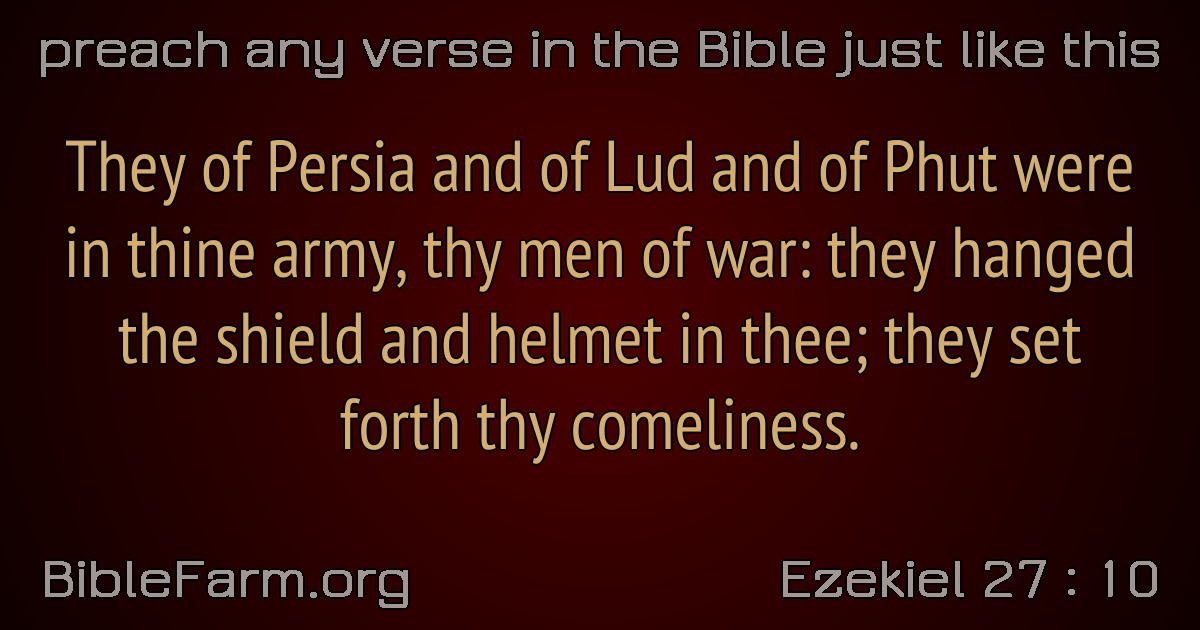 preach any verse in the Bible just like this
They of Persia and of Lud and of Phut were
in thine army, thy men of war: they hanged
the shield and helmet in thee; they set
forth thy comeliness.
BibleFarm.org
Ezekiel 27 : 10